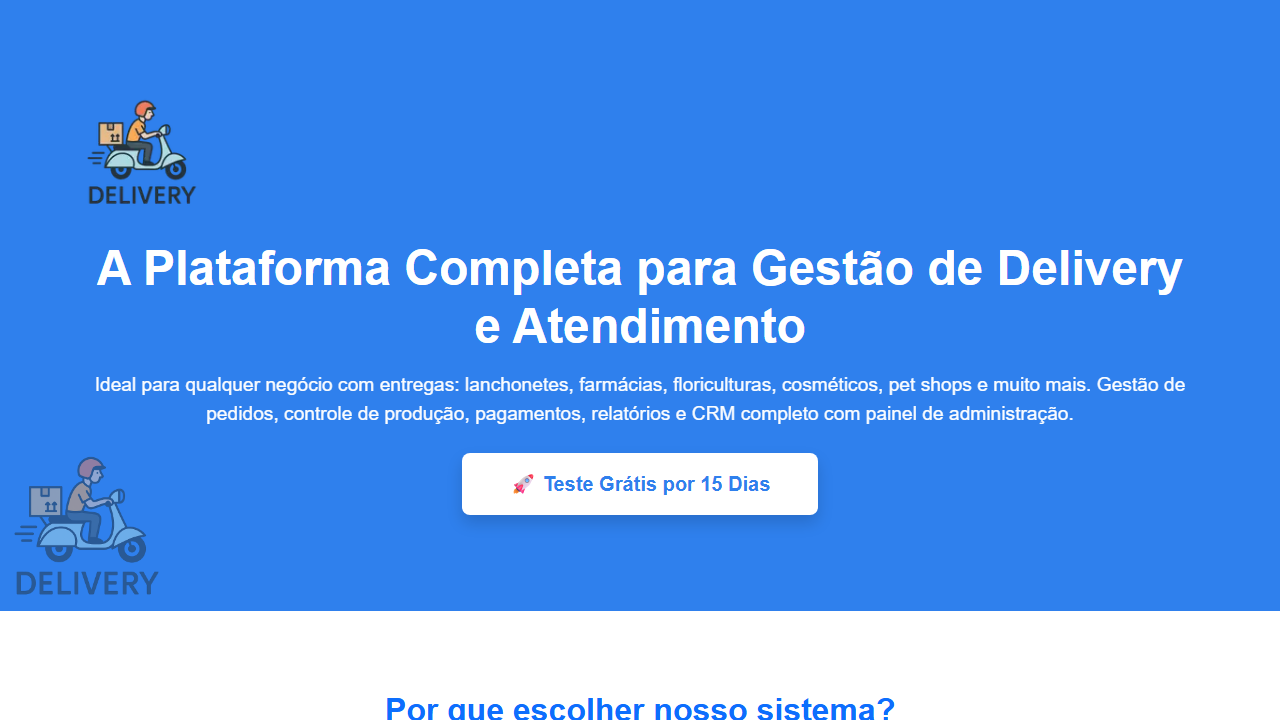 DELIVERY
A Plataforma Completa para Gestão de Delivery
e Atendimento
Ideal para qualquer negócio com entregas: lanchonetes, farmácias, floriculturas, cosméticos, pet shops e muito mais. Gestão de
pedidos, controle de produção, pagamentos, relatórios e CRM completo com painel de administração.
🚀 Teste Grátis por 15 Dias
DELIVERY
Por que escolher nosso sistema?